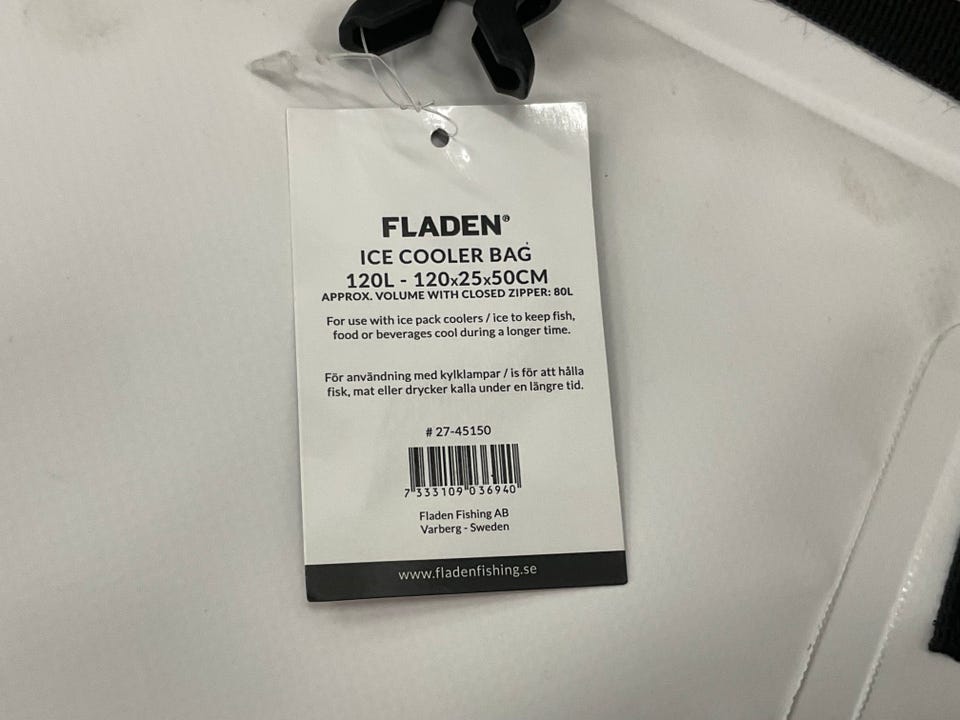 FLADEN®
ICE COOLER BAG
120L - 120x25x50CM
APPROX. VOLUME WITH CLOSED ZIPPER: 80L
For use with ice pack coolers / ice to keep fish,
food or beverages cool during a longer time.
För användning med kylklampar / is för att hålla
fisk, mat eller drycker kalla under en längre tid.
# 27-45150
7 333109 036940
Fladen Fishing AB
Varberg - Sweden
www.fladenfishing.se